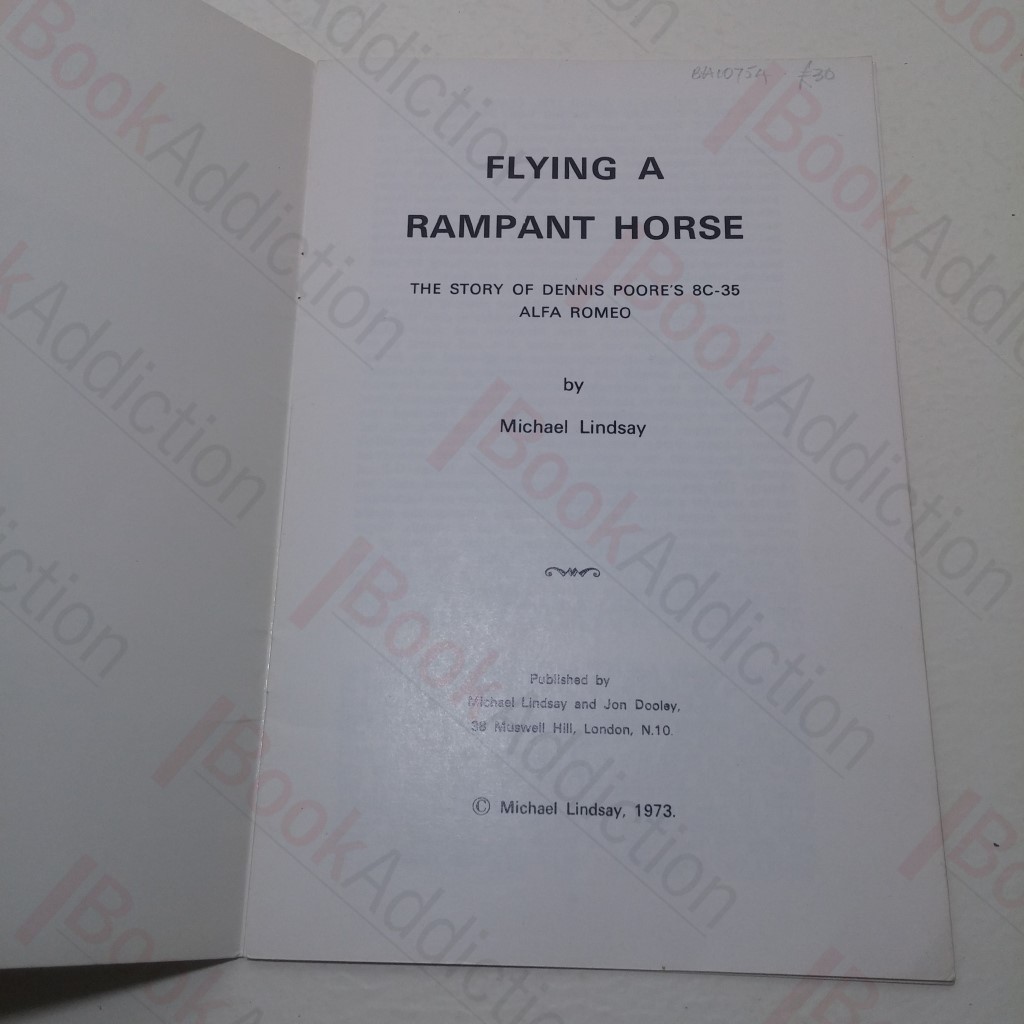 BA10754 £30
FLYING A
RAMPANT HORSE
THE STORY OF DENNIS POORE'S 8C-35
ALFA ROMEO
by
Michael Lindsay
Published by
Michael Lindsay and Jon Dooley,
38 Muswell Hill, London, N.10.
© Michael Lindsay, 1973.
BookAddiction